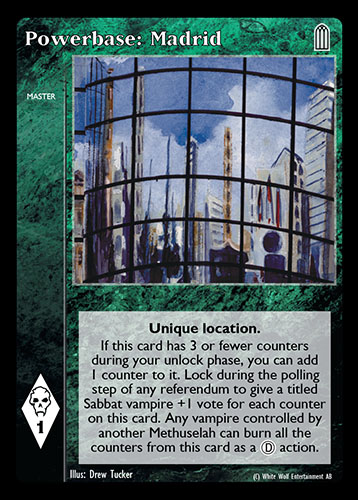 Powerbase: Madrid
MASTER
Unique location.
If this card has 3 or fewer counters
during your unlock phase, you can add
1 counter to it. Lock during the polling
step of any referendum to give a titled
Sabbat vampire +1 vote for each counter
on this card. Any vampire controlled by
another Methuselah can burn all the
counters from this card as a Ⓓ action.
1
Illus: Drew Tucker
(C) White Wolf Entertainment AB